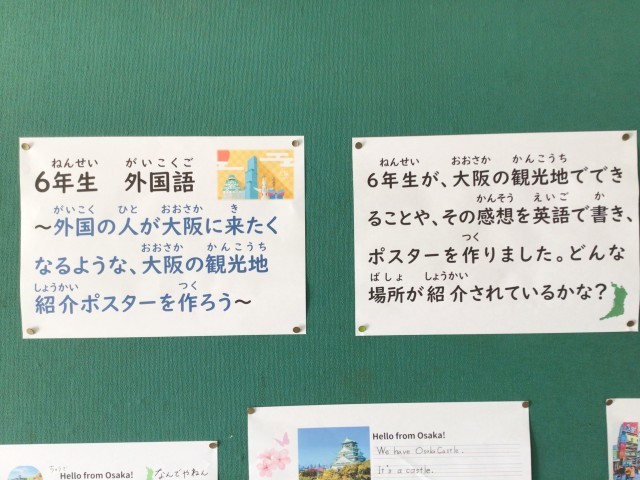 6年生 外国語
ねんせい がいこくご
～外国の人が大阪に来たく
がいこく ひと おおさか き
なるような、大阪の観光地
おおさか かんこうち
紹介ポスターを作ろう～
しょうかい つく
6年生が、大阪の観光地ででき
ねんせい おおさか かんこうち
ることや、その感想を英語で書き、
かんそう えいご か
ポスターを作りました。どんな
つく
場所が紹介されているかな？
ばしょ しょうかい
Hello from Osaka!
なんでやねん
Hello from Osaka!
We have Osaka Castle.
It's a castle.